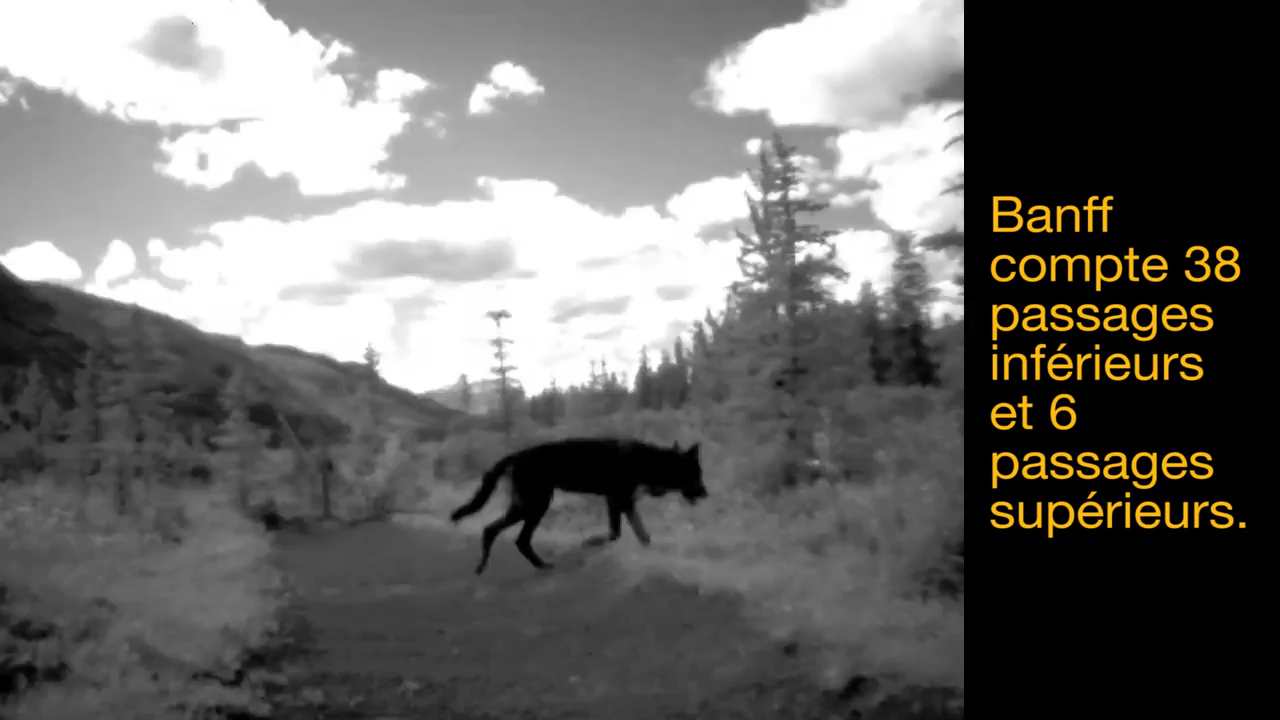 Banff
compte 38
passages
inférieurs
et 6
passages
supérieurs.